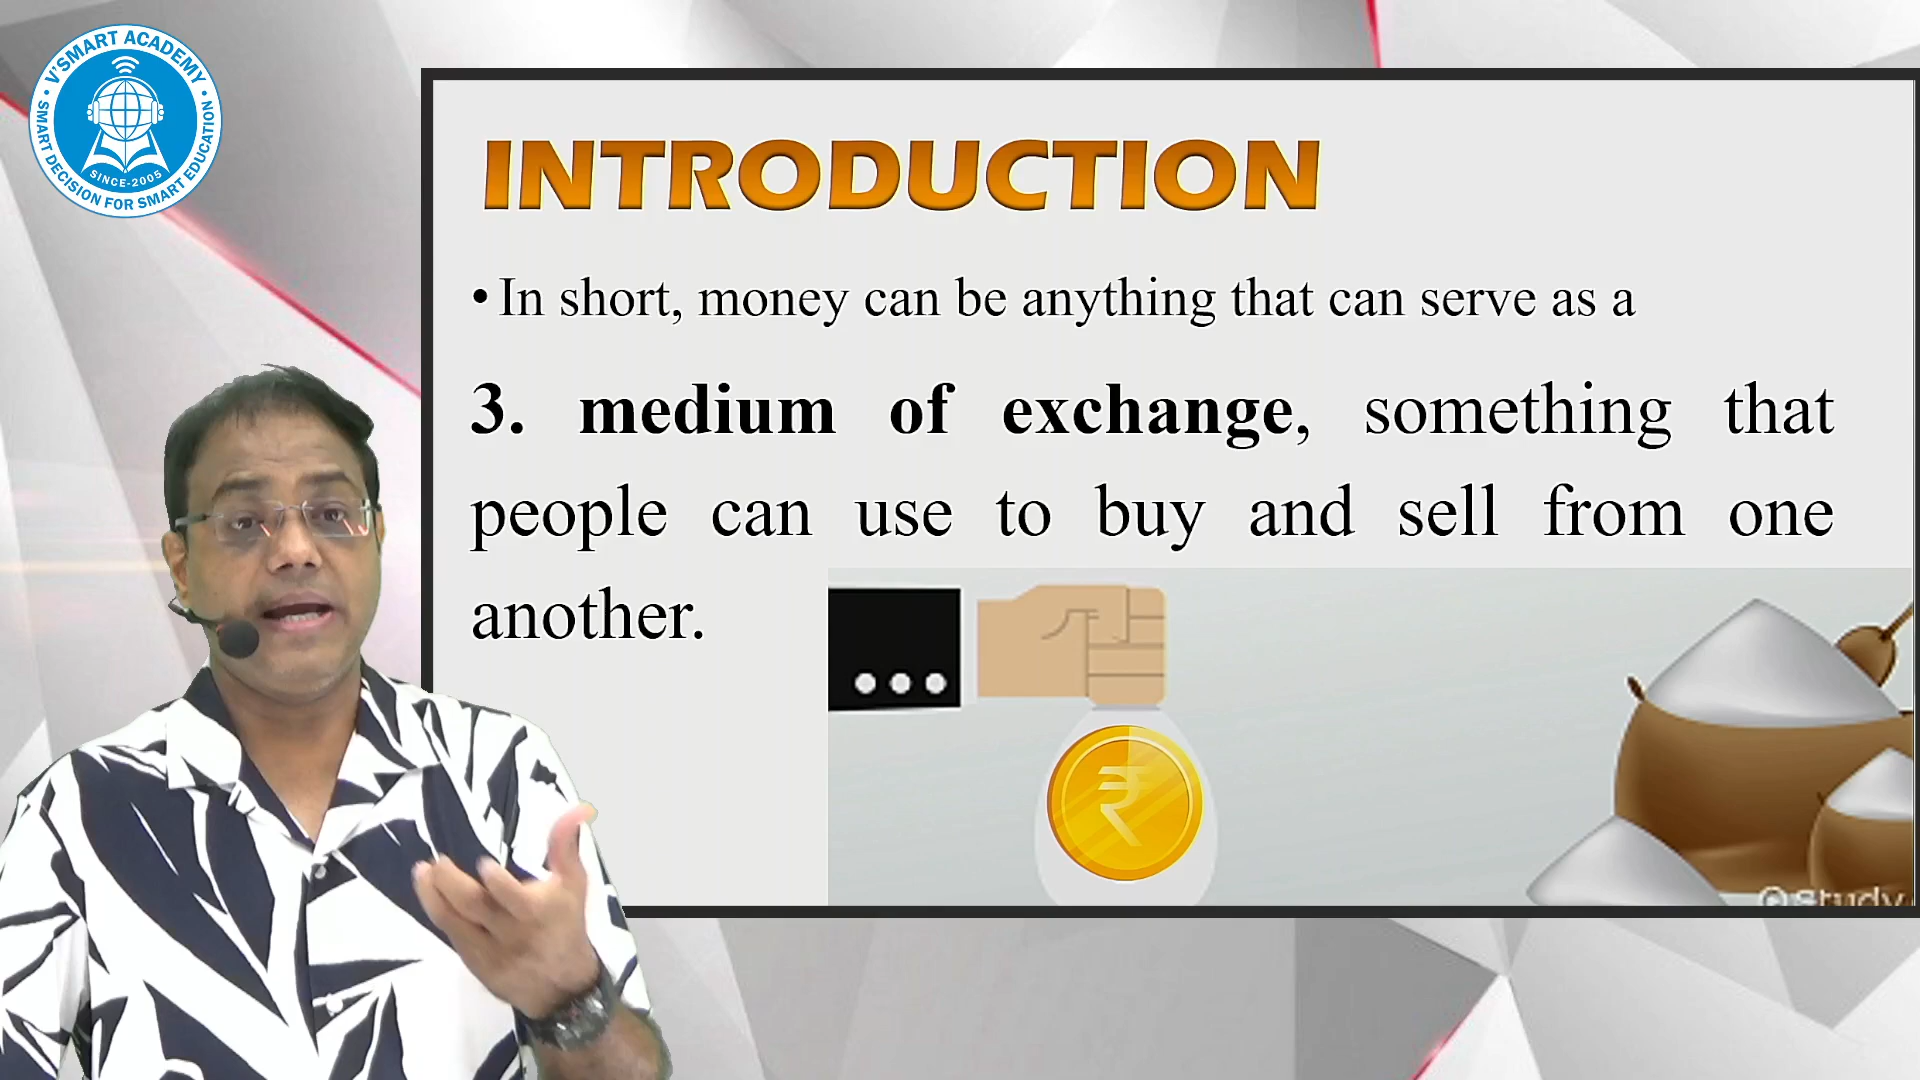 V'SMART ACADEMY
SMART DECISION FOR SMART EDUCATION
SINCE-2005
INTRODUCTION
• In short, money can be anything that can serve as a
3. medium of exchange, something that
people can use to buy and sell from one
another.
₹
© Study